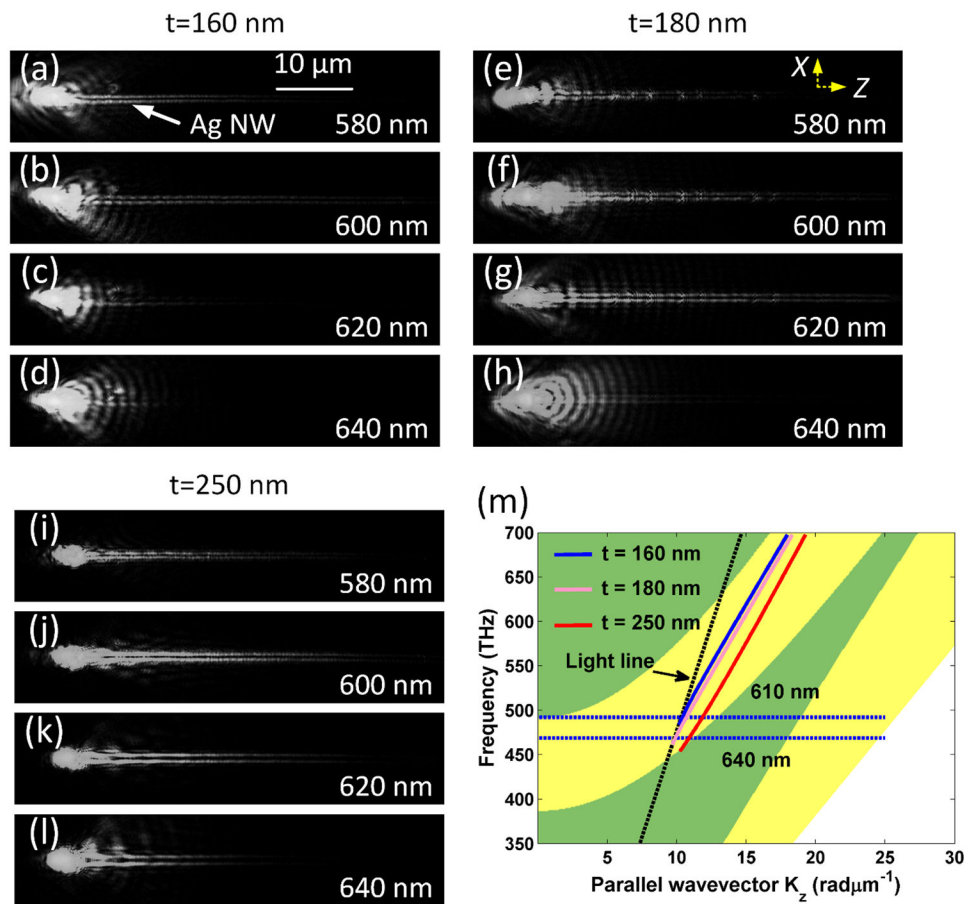 t=160 nm
(a)
10 μm
Ag NW
580 nm
(b)
600 nm
(c)
620 nm
(d)
640 nm
t=180 nm
(e)
X
Z
580 nm
(f)
600 nm
(g)
620 nm
(h)
640 nm
t=250 nm
(i)
580 nm
(j)
600 nm
(k)
620 nm
(l)
640 nm
(m)
700
650
600
550
500
450
400
350
Frequency (THz)
t = 160 nm
t = 180 nm
t = 250 nm
Light line
610 nm
640 nm
5 10 15 20 25 30
Parallel wavevector K_z (radμm⁻¹)